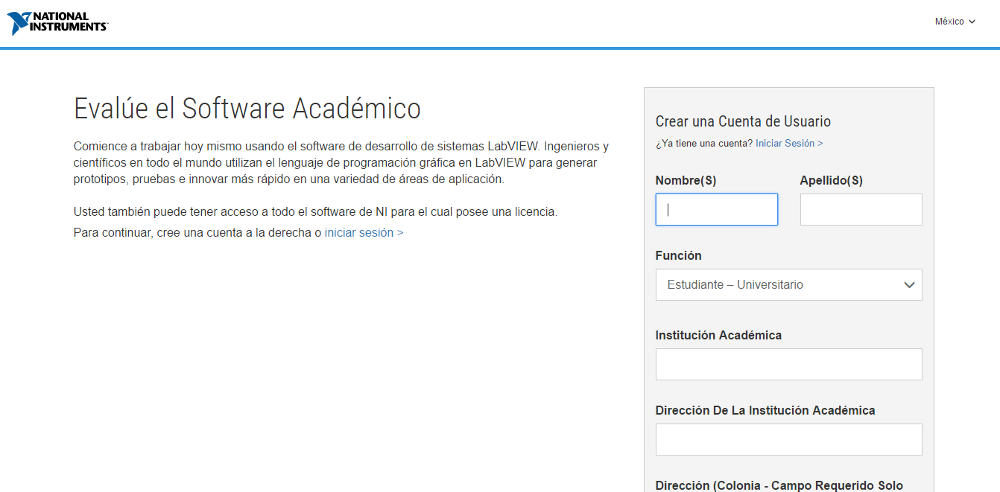 NATIONAL
INSTRUMENTS
México
Evalúe el Software Académico
Comience a trabajar hoy mismo usando el software de desarrollo de sistemas LabVIEW. Ingenieros y
científicos en todo el mundo utilizan el lenguaje de programación gráfica en LabVIEW para generar
prototipos, pruebas e innovar más rápido en una variedad de áreas de aplicación.
Usted también puede tener acceso a todo el software de NI para el cual posee una licencia.
Para continuar, cree una cuenta a la derecha o iniciar sesión >
Crear una Cuenta de Usuario
¿Ya tiene una cuenta? Iniciar Sesión >
Nombre(S)
Apellido(S)
Función
Estudiante – Universitario
Institución Académica
Dirección De La Institución Académica
Dirección (Colonia - Campo Requerido Solo